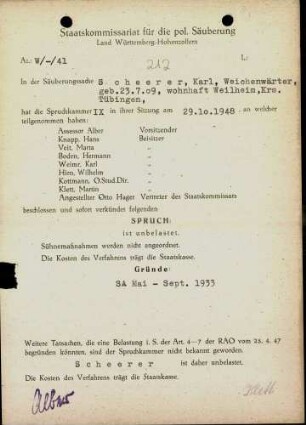 Staatskommissariat für die pol. Säuberung
Land Württemberg-Hohenzollern
Az. W/-/41
212
L:
In der Säuberungssache S c h e e r e r, Karl, Weichenwärter,
geb.23.7.09, wohnhaft Weilheim,Krs.
Tübingen,
hat die Spruchkammer IX in ihrer Sitzung am 29.10.1948 , an welcher
teilgenommen haben:
Assessor Alber Vorsitzender
Knapp, Hans Beisitzer
Veit, Maria „
Beden, Hermann „
Weimer, Karl „
Hirn, Wilhelm „
Kottmann, O.Stud.Dir. „
Klett, Martin „
Angestellter Otto Hager Vertreter des Staatskommissars
beschlossen und sofort verkündet folgenden
SPRUCH:
ist unbelastet.
Sühnemaßnahmen werden nicht angeordnet.
Die Kosten des Verfahrens trägt die Staatskasse.
Gründe:
SA Mai - Sept. 1933
Weitere Tatsachen, die eine Belastung i. S. der Art. 4-7 der RAO vom 25. 4. 47
begründen könnten, sind der Spruchkammer nicht bekannt geworden.
S c h e e r e r ist daher unbelastet.
Die Kosten des Verfahrens trägt die Staatskasse.
Alber
Klett